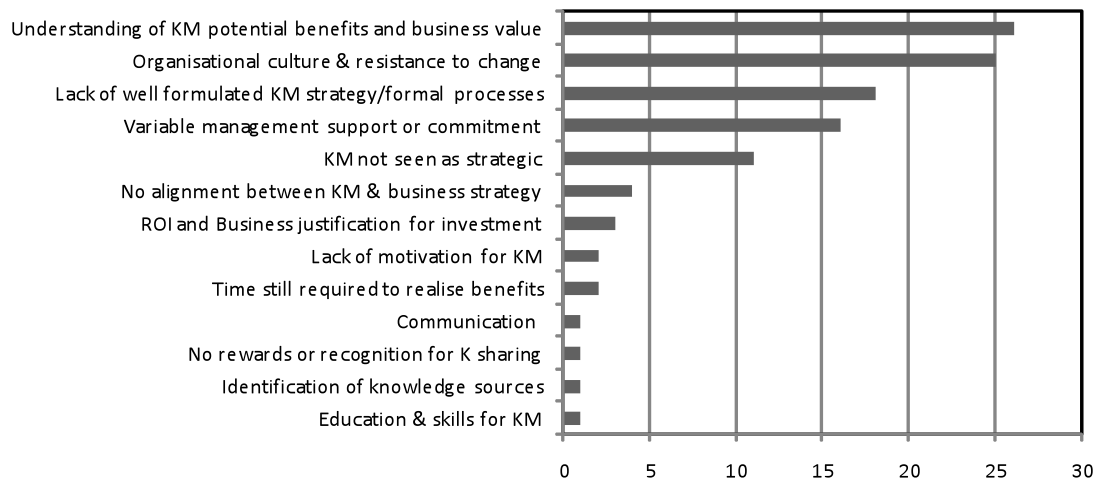 Understanding of KM potential benefits and business value
Organisational culture & resistance to change
Lack of well formulated KM strategy/formal processes
Variable management support or commitment
KM not seen as strategic
No alignment between KM & business strategy
ROI and Business justification for investment
Lack of motivation for KM
Time still required to realise benefits
Communication
No rewards or recognition for K sharing
Identification of knowledge sources
Education & skills for KM
0 5 10 15 20 25 30